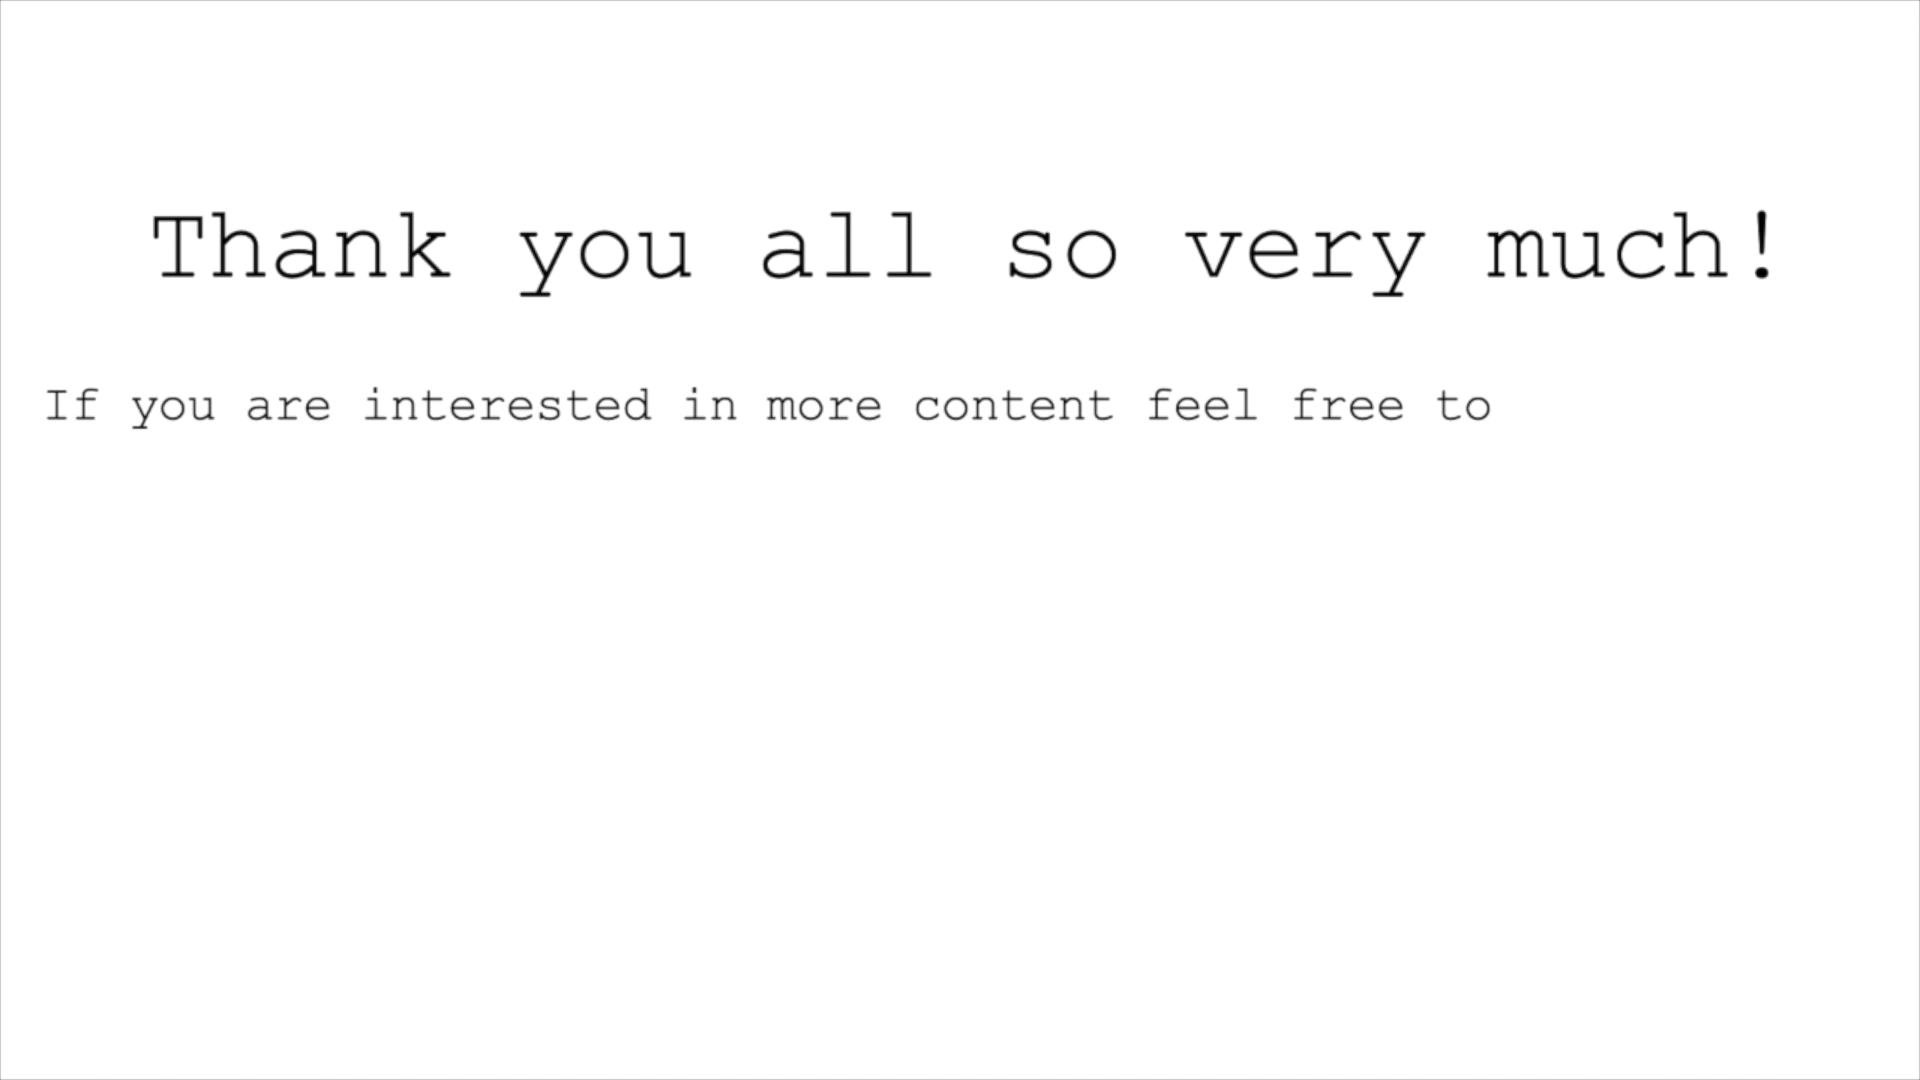 Thank you all so very much!
If you are interested in more content feel free to